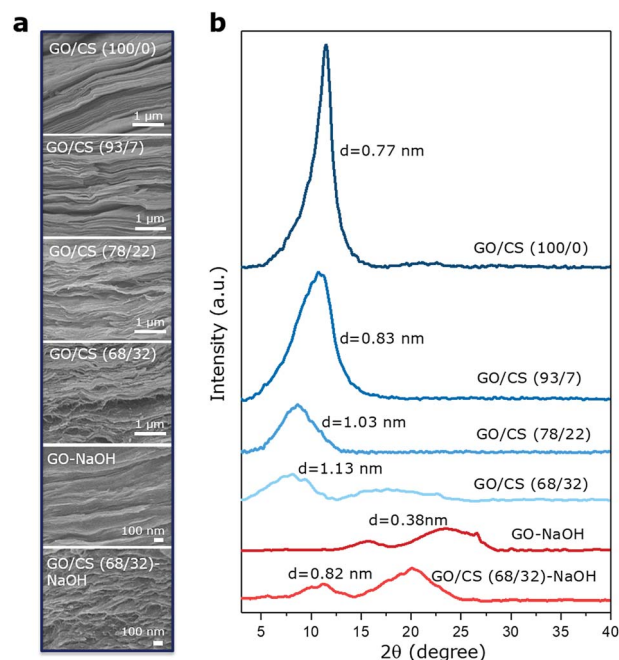 a
GO/CS (100/0)
1 μm
GO/CS (93/7)
1 μm
GO/CS (78/22)
1 μm
GO/CS (68/32)
1 μm
GO-NaOH
100 nm
GO/CS (68/32)-
NaOH
100 nm
b
d=0.77 nm
GO/CS (100/0)
d=0.83 nm
GO/CS (93/7)
d=1.03 nm
GO/CS (78/22)
d=1.13 nm
GO/CS (68/32)
d=0.38nm
GO-NaOH
d=0.82 nm
GO/CS (68/32)-NaOH
Intensity (a.u.)
5 10 15 20 25 30 35 40
2θ (degree)